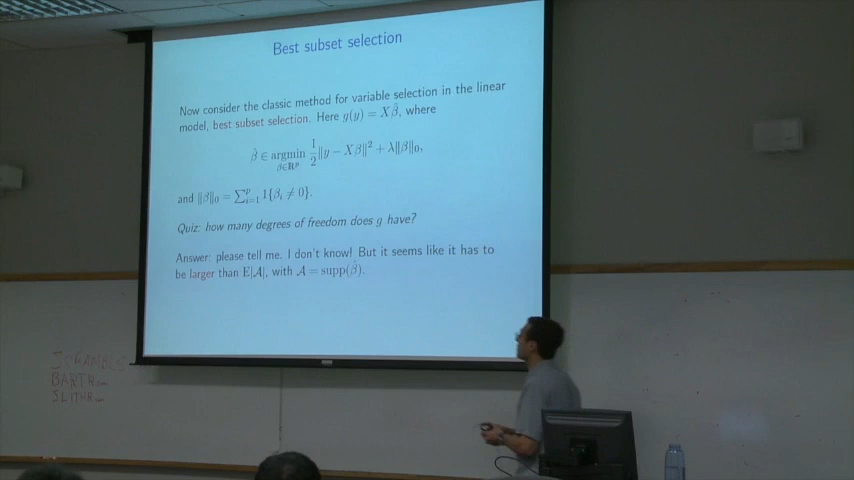 Best subset selection
Now consider the classic method for variable selection in the linear
model, best subset selection. Here g(y) = Xβ̂, where
β̂ ∈ argmin 1/2 ‖y − Xβ‖² + λ‖β‖₀,
β∈ℝᵖ
and ‖β‖₀ = ∑ᵖᵢ₌₁ 1{βᵢ ≠ 0}.
Quiz: how many degrees of freedom does g have?
Answer: please tell me. I don't know! But it seems like it has to
be larger than E|𝒜|, with 𝒜 = supp(β̂).